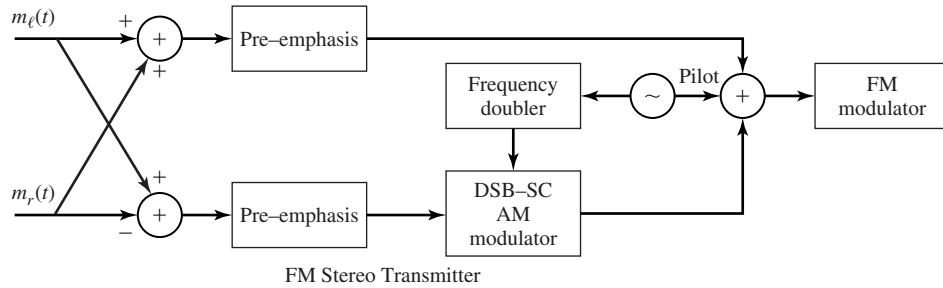 mℓ(t)
+
+
+
Pre–emphasis
Frequency
doubler
~
Pilot
+
FM
modulator
mr(t)
+
+
−
Pre–emphasis
DSB–SC
AM
modulator
FM Stereo Transmitter